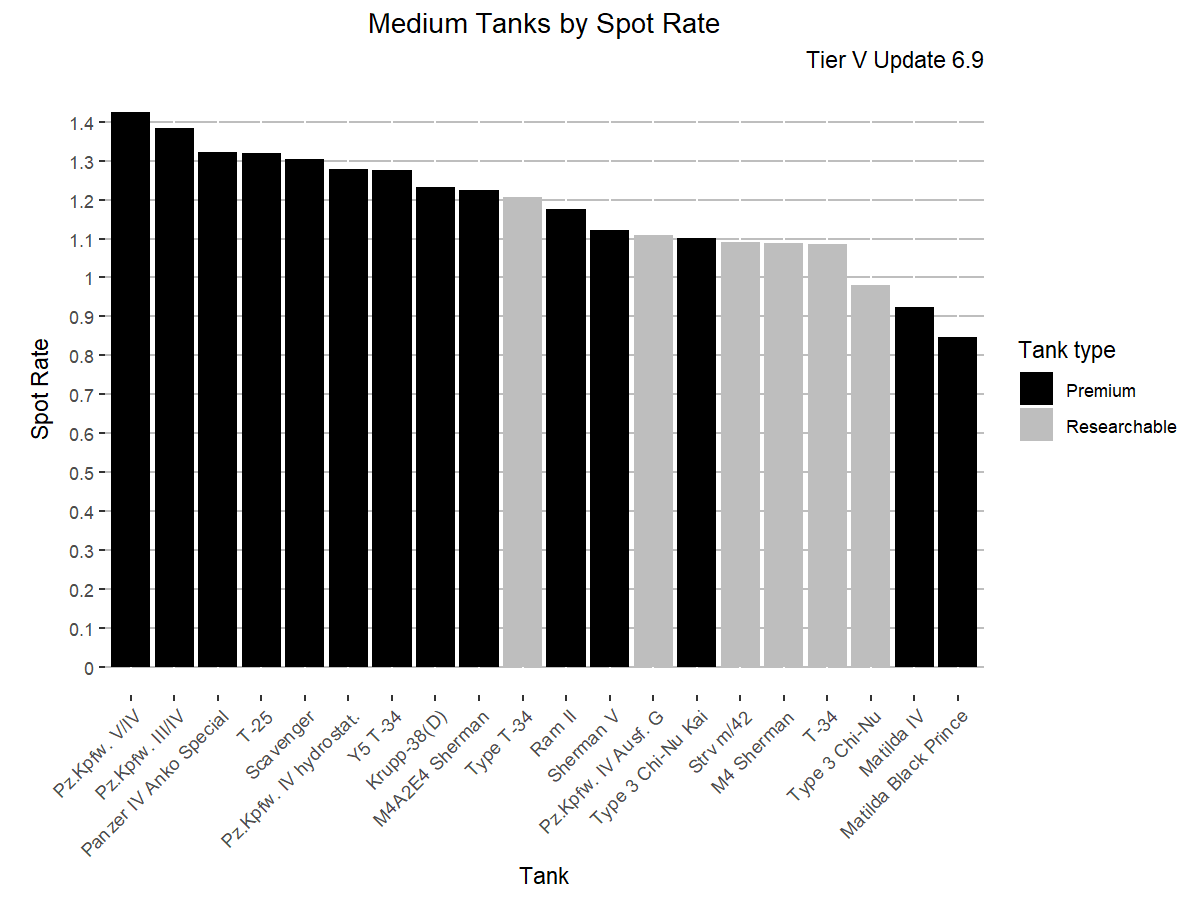 Medium Tanks by Spot Rate
Tier V Update 6.9
Spot Rate
1.4
1.3
1.2
1.1
1
0.9
0.8
0.7
0.6
0.5
0.4
0.3
0.2
0.1
0
Pz.Kpfw. V/IV
Pz.Kpfw. III/IV
Panzer IV Anko Special
T-25
Scavenger
Pz.Kpfw. IV hydrostat.
Y5 T-34
Krupp-38(D)
M4A2E4 Sherman
Type T-34
Ram II
Sherman V
Pz.Kpfw. IV Ausf. G
Type 3 Chi-Nu Kai
Strv m/42
M4 Sherman
T-34
Type 3 Chi-Nu
Matilda IV
Matilda Black Prince
Tank
Tank type
Premium
Researchable